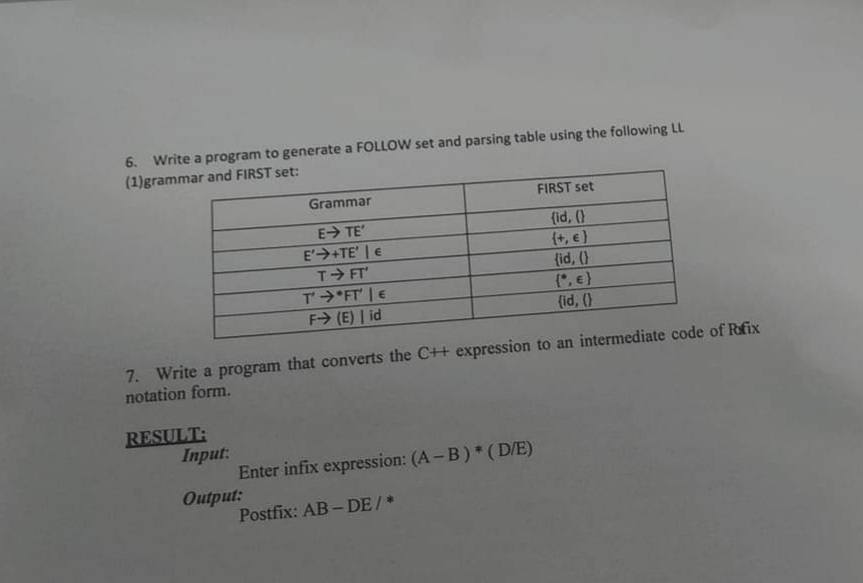 6. Write a program to generate a FOLLOW set and parsing table using the following LL
(1)grammar and FIRST set:
Grammar FIRST set
E→ TE' {id, (}
E'→+TE' | ϵ {+, ϵ}
T→ FT' {id, (}
T' →*FT' | ϵ {*, ϵ}
F→ (E) | id {id, (}
7. Write a program that converts the C++ expression to an intermediate code of
notation form.
RESULT:
Input:
Enter infix expression: (A – B) * ( D/E)
Output:
Postfix: AB – DE / *